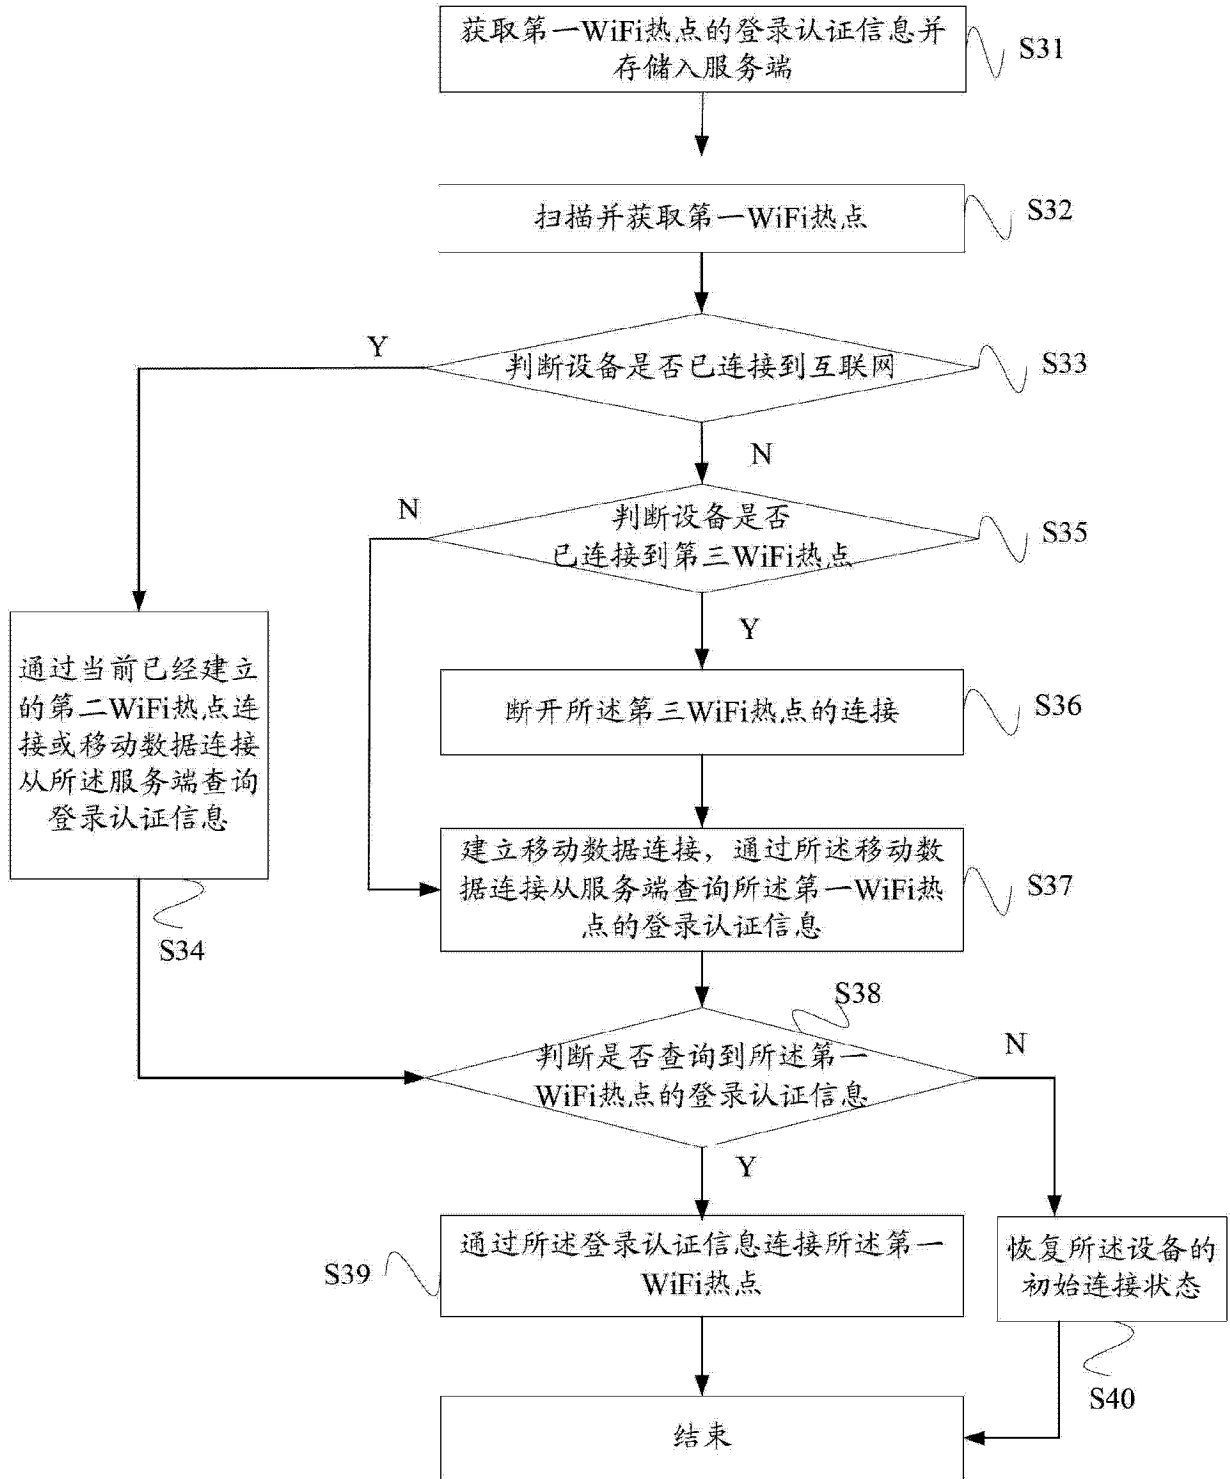 获取第一WiFi热点的登录认证信息并
存储入服务端
S31
扫描并获取第一WiFi热点
S32
Y
判断设备是否已连接到互联网
S33
N
N
判断设备是否
已连接到第三WiFi热点
S35
Y
通过当前已经建立
的第二WiFi热点连
接或移动数据连接
从所述服务端查询
登录认证信息
S34
断开所述第三WiFi热点的连接
S36
建立移动数据连接，通过所述移动数
据连接从服务端查询所述第一WiFi热
点的登录认证信息
S37
S38
判断是否查询到所述第一
WiFi热点的登录认证信息
N
Y
S39
通过所述登录认证信息连接所述第一
WiFi热点
恢复所述设备的
初始连接状态
S40
结束